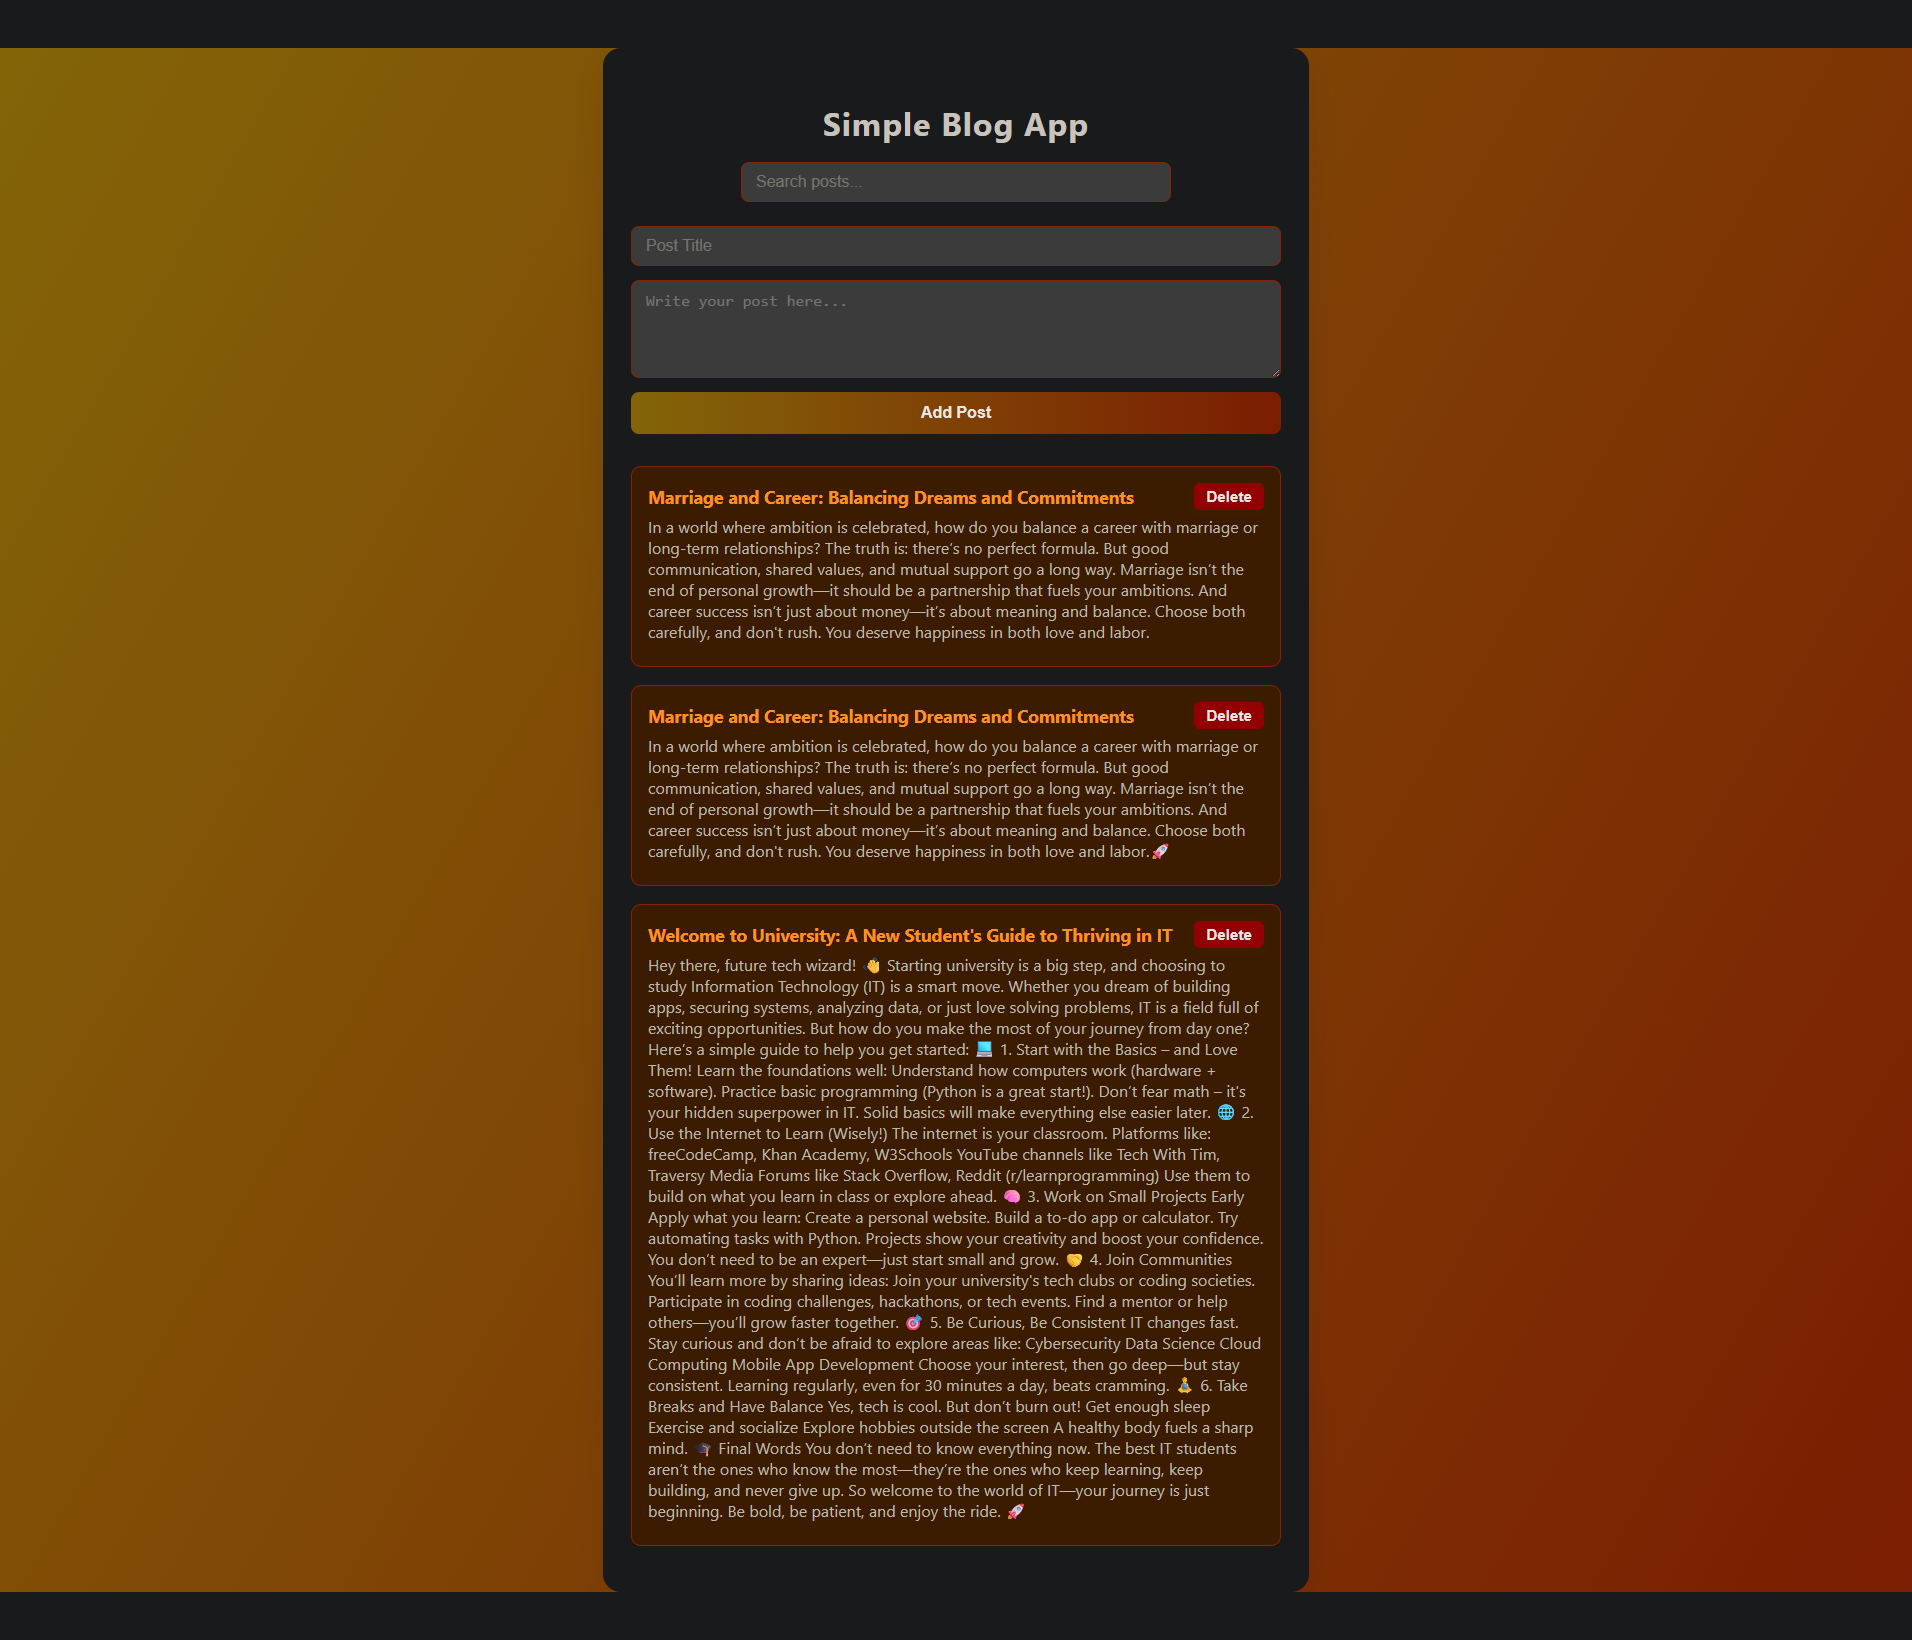 Simple Blog App
Search posts...
Post Title
Write your post here...
Add Post
Marriage and Career: Balancing Dreams and Commitments
Delete
In a world where ambition is celebrated, how do you balance a career with marriage or
long-term relationships? The truth is: there’s no perfect formula. But good
communication, shared values, and mutual support go a long way. Marriage isn’t the
end of personal growth—it should be a partnership that fuels your ambitions. And
career success isn’t just about money—it’s about meaning and balance. Choose both
carefully, and don't rush. You deserve happiness in both love and labor.
Marriage and Career: Balancing Dreams and Commitments
Delete
In a world where ambition is celebrated, how do you balance a career with marriage or
long-term relationships? The truth is: there’s no perfect formula. But good
communication, shared values, and mutual support go a long way. Marriage isn’t the
end of personal growth—it should be a partnership that fuels your ambitions. And
career success isn’t just about money—it’s about meaning and balance. Choose both
carefully, and don't rush. You deserve happiness in both love and labor.🚀
Welcome to University: A New Student's Guide to Thriving in IT
Delete
Hey there, future tech wizard! 👋 Starting university is a big step, and choosing to
study Information Technology (IT) is a smart move. Whether you dream of building
apps, securing systems, analyzing data, or just love solving problems, IT is a field full of
exciting opportunities. But how do you make the most of your journey from day one?
Here’s a simple guide to help you get started: 💻 1. Start with the Basics – and Love
Them! Learn the foundations well: Understand how computers work (hardware +
software). Practice basic programming (Python is a great start!). Don’t fear math – it's
your hidden superpower in IT. Solid basics will make everything else easier later. 🌐 2.
Use the Internet to Learn (Wisely!) The internet is your classroom. Platforms like:
freeCodeCamp, Khan Academy, W3Schools YouTube channels like Tech With Tim,
Traversy Media Forums like Stack Overflow, Reddit (r/learnprogramming) Use them to
build on what you learn in class or explore ahead. 🧠 3. Work on Small Projects Early
Apply what you learn: Create a personal website. Build a to-do app or calculator. Try
automating tasks with Python. Projects show your creativity and boost your confidence.
You don’t need to be an expert—just start small and grow. 🤝 4. Join Communities
You’ll learn more by sharing ideas: Join your university's tech clubs or coding societies.
Participate in coding challenges, hackathons, or tech events. Find a mentor or help
others—you’ll grow faster together. 🎯 5. Be Curious, Be Consistent IT changes fast.
Stay curious and don’t be afraid to explore areas like: Cybersecurity Data Science Cloud
Computing Mobile App Development Choose your interest, then go deep—but stay
consistent. Learning regularly, even for 30 minutes a day, beats cramming. 🧘 6. Take
Breaks and Have Balance Yes, tech is cool. But don’t burn out! Get enough sleep
Exercise and socialize Explore hobbies outside the screen A healthy body fuels a sharp
mind. 🎓 Final Words You don’t need to know everything now. The best IT students
aren’t the ones who know the most—they’re the ones who keep learning, keep
building, and never give up. So welcome to the world of IT—your journey is just
beginning. Be bold, be patient, and enjoy the ride. 🚀